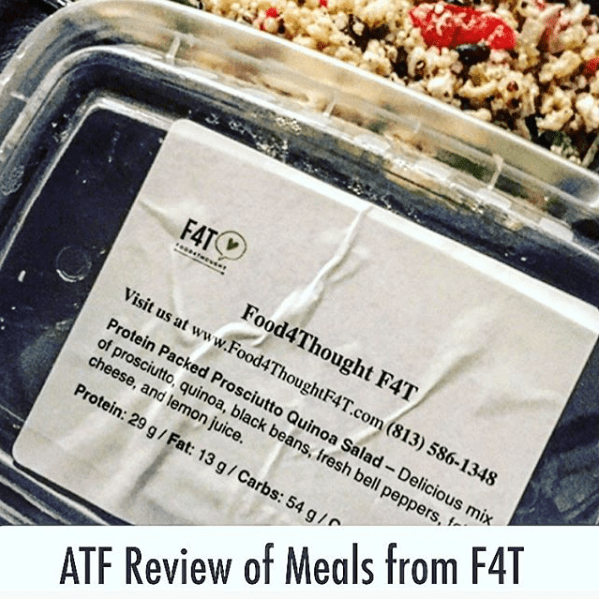 F4T
FOOD4THOUGHT
Food4Thought F4T
Visit us at www.Food4ThoughtF4T.com (813) 586-1348
Protein Packed Prosciutto Quinoa Salad – Delicious mix
of prosciutto, quinoa, black beans, fresh bell peppers,
cheese, and lemon juice.
Protein: 29 g / Fat: 13 g / Carbs: 54 g /
ATF Review of Meals from F4T